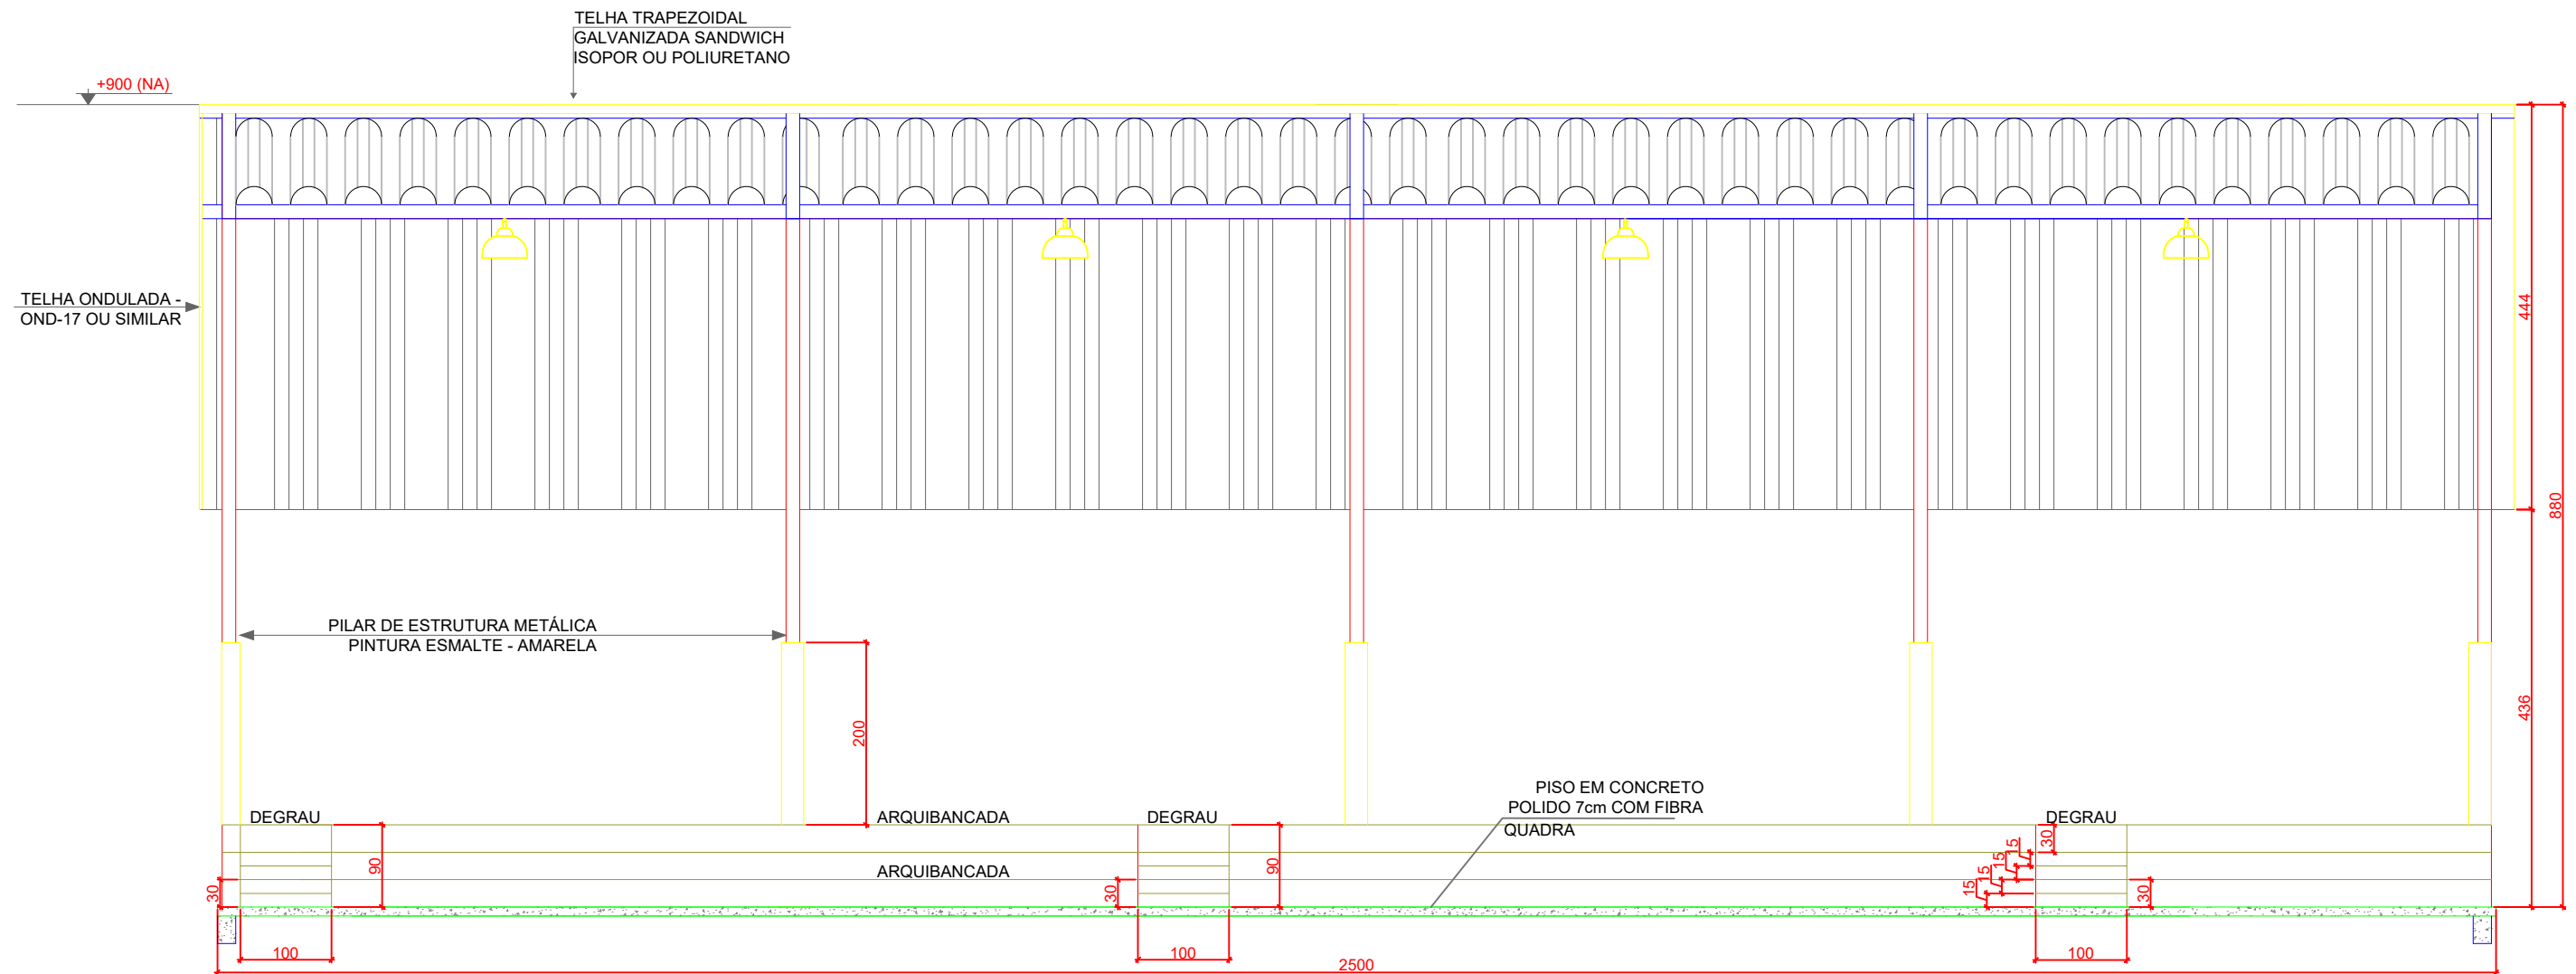 TELHA TRAPEZOIDAL
GALVANIZADA SANDWICH
ISOPOR OU POLIURETANO
+900 (NA)
TELHA ONDULADA -
OND-17 OU SIMILAR
444
880
436
PILAR DE ESTRUTURA METÁLICA
PINTURA ESMALTE - AMARELA
200
PISO EM CONCRETO
POLIDO 7cm COM FIBRA
QUADRA
DEGRAU
ARQUIBANCADA
DEGRAU
DEGRAU
ARQUIBANCADA
30
90
30
90
15
15
15
15
30
30
100
100
100
2500